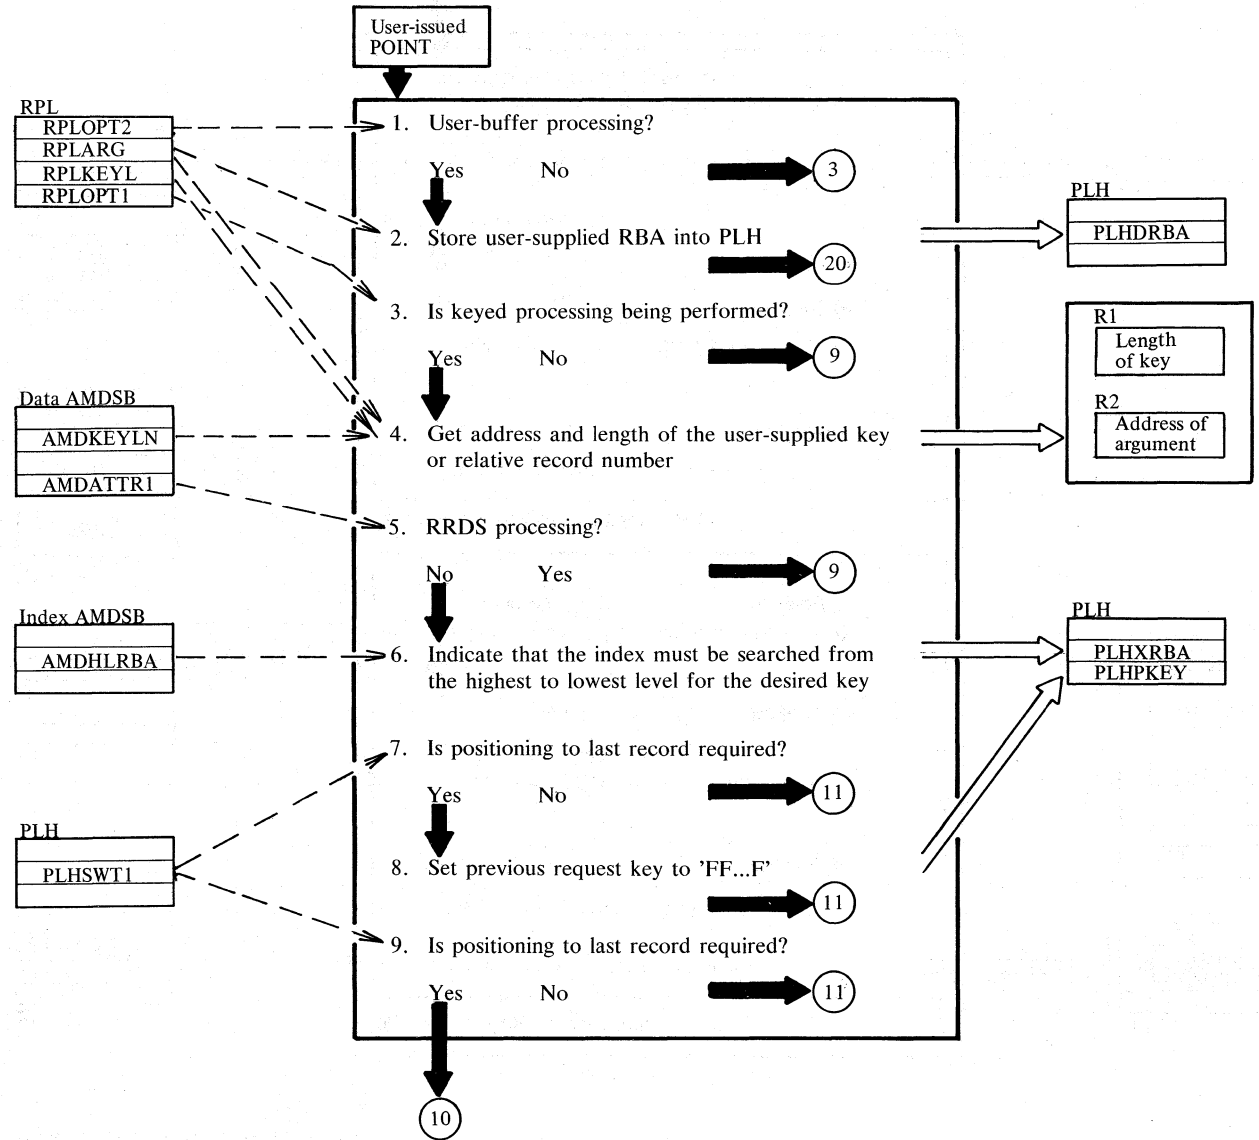 User-issued
POINT
RPL
RPLOPT2
RPLARG
RPLKEYL
RPLOPT1
1. User-buffer processing?
Yes No 3
2. Store user-supplied RBA into PLH
20
PLH
PLHDRBA
3. Is keyed processing being performed?
Yes No 9
R1
Length
of key
R2
Address of
argument
Data AMDSB
AMDKEYLN
AMDATTR1
4. Get address and length of the user-supplied key
or relative record number
5. RRDS processing?
No Yes 9
Index AMDSB
AMDHLRBA
6. Indicate that the index must be searched from
the highest to lowest level for the desired key
PLH
PLHXRBA
PLHPKEY
7. Is positioning to last record required?
Yes No 11
PLH
PLHSWT1
8. Set previous request key to 'FF...F'
11
9. Is positioning to last record required?
Yes No 11
10